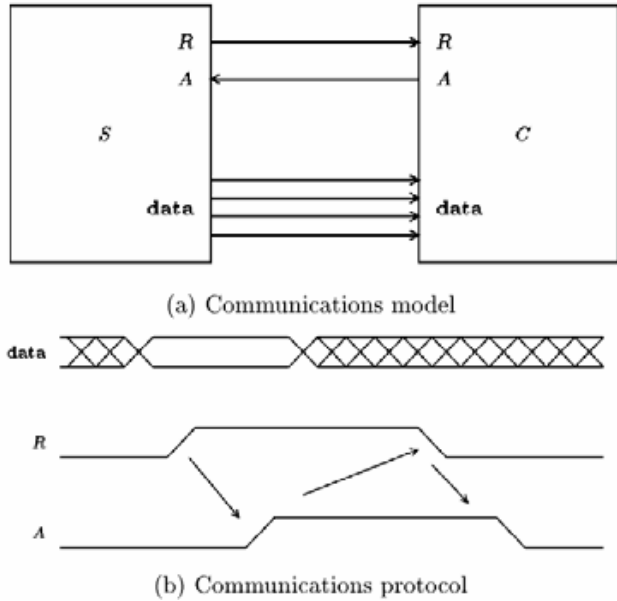 R R
A A
S C
data data
(a) Communications model
data
R
A
(b) Communications protocol